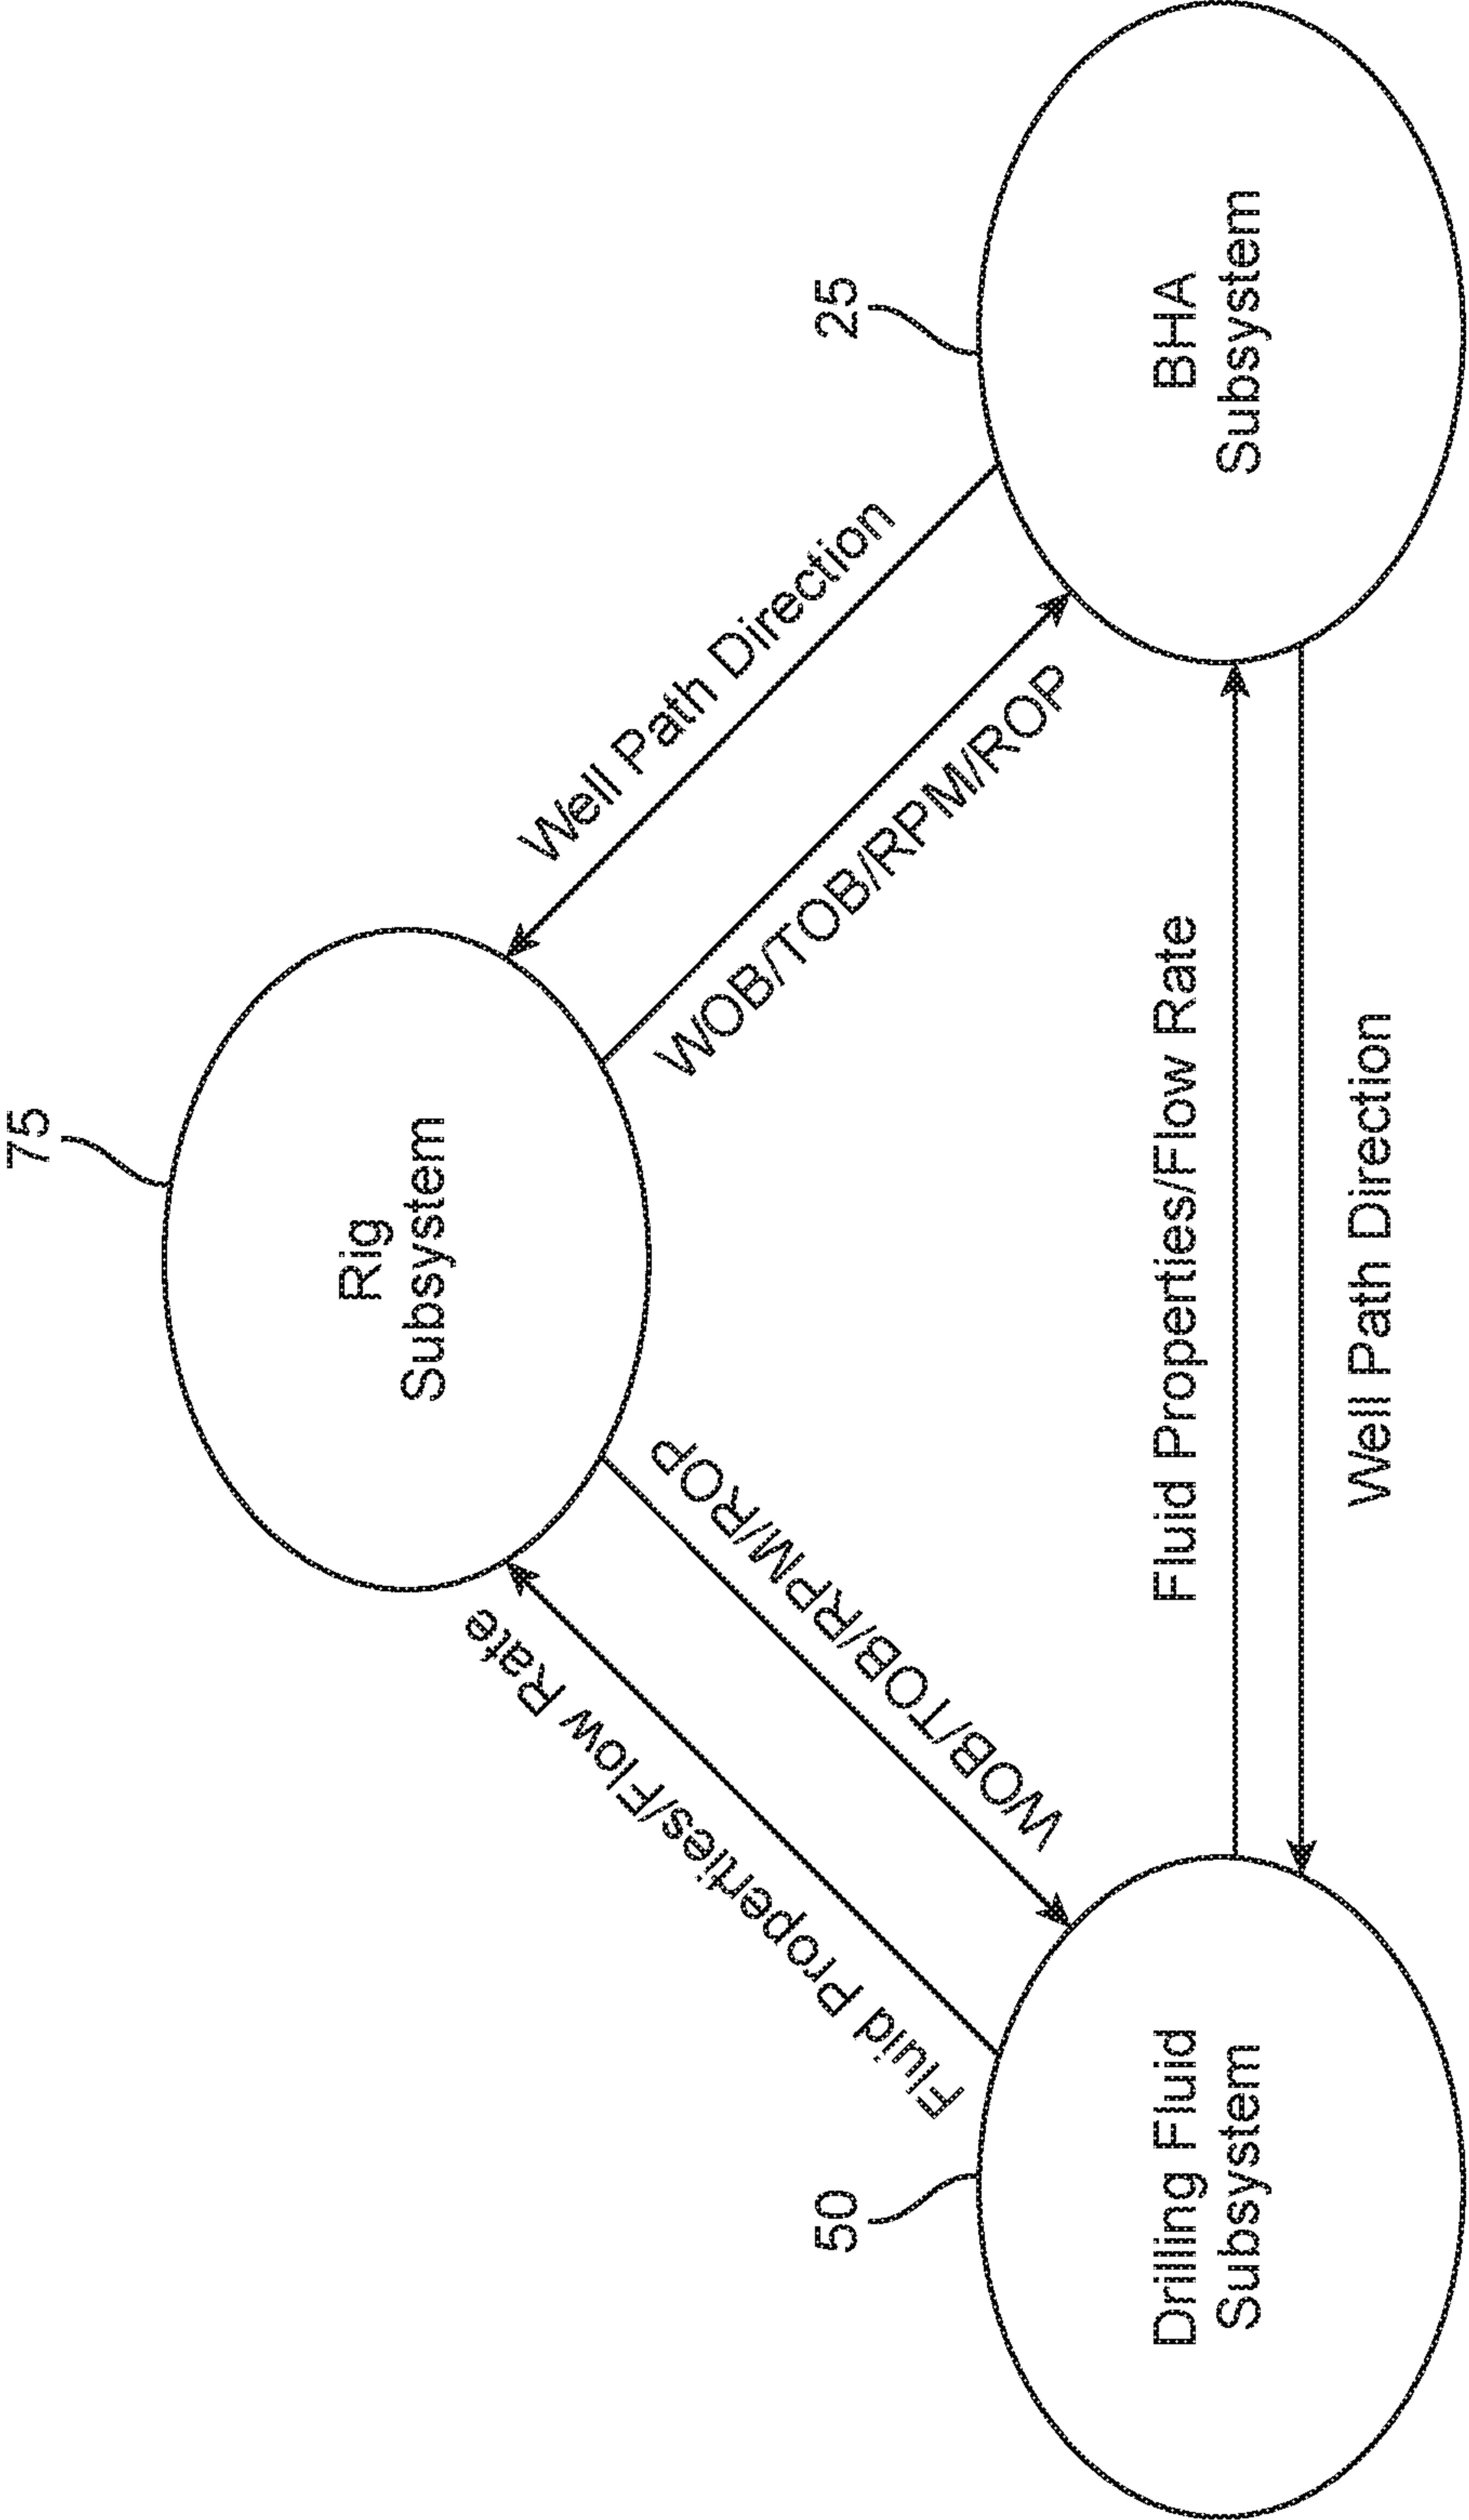 75
Rig
Subsystem
Fluid Properties/Flow Rate
WOB/TOB/RPM/ROP
Well Path Direction
WOB/TOB/RPM/ROP
50
25
Drilling Fluid
Subsystem
Fluid Properties/Flow Rate
Well Path Direction
BHA
Subsystem